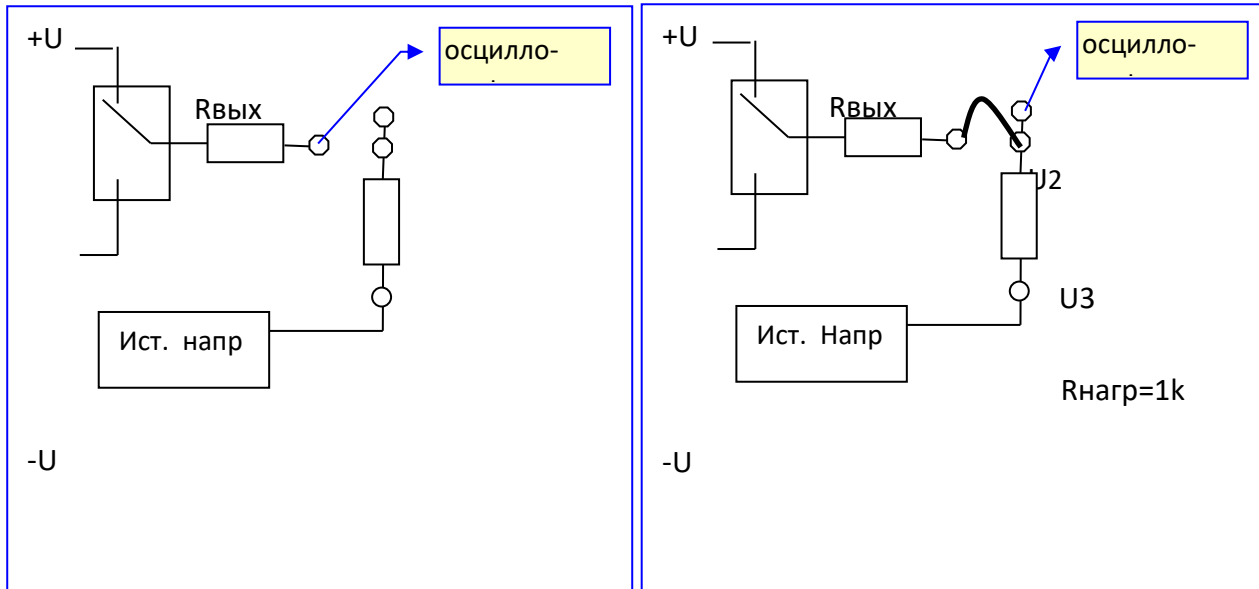 +U
осцилло-
Rвых
Ист. напр
-U
+U
осцилло-
Rвых
U2
U3
Ист. Напр
Rнагр=1k
-U